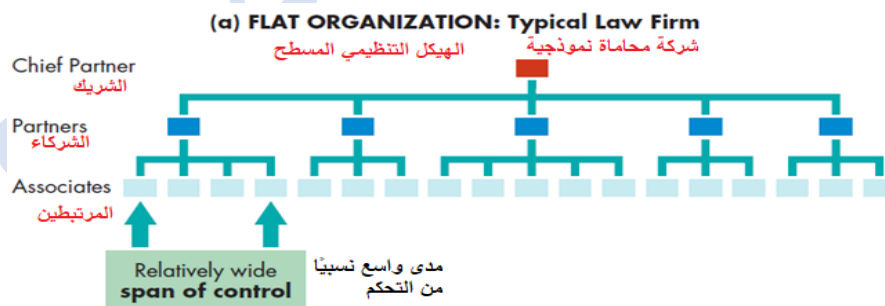 (a) FLAT ORGANIZATION: Typical Law Firm
الهيكل التنظيمي المسطح
شركة محاماة نموذجية
Chief Partner
الشريك
Partners
الشركاء
Associates
المرتبطين
Relatively wide
span of control
مدى واسع نسبيًا
من التحكم